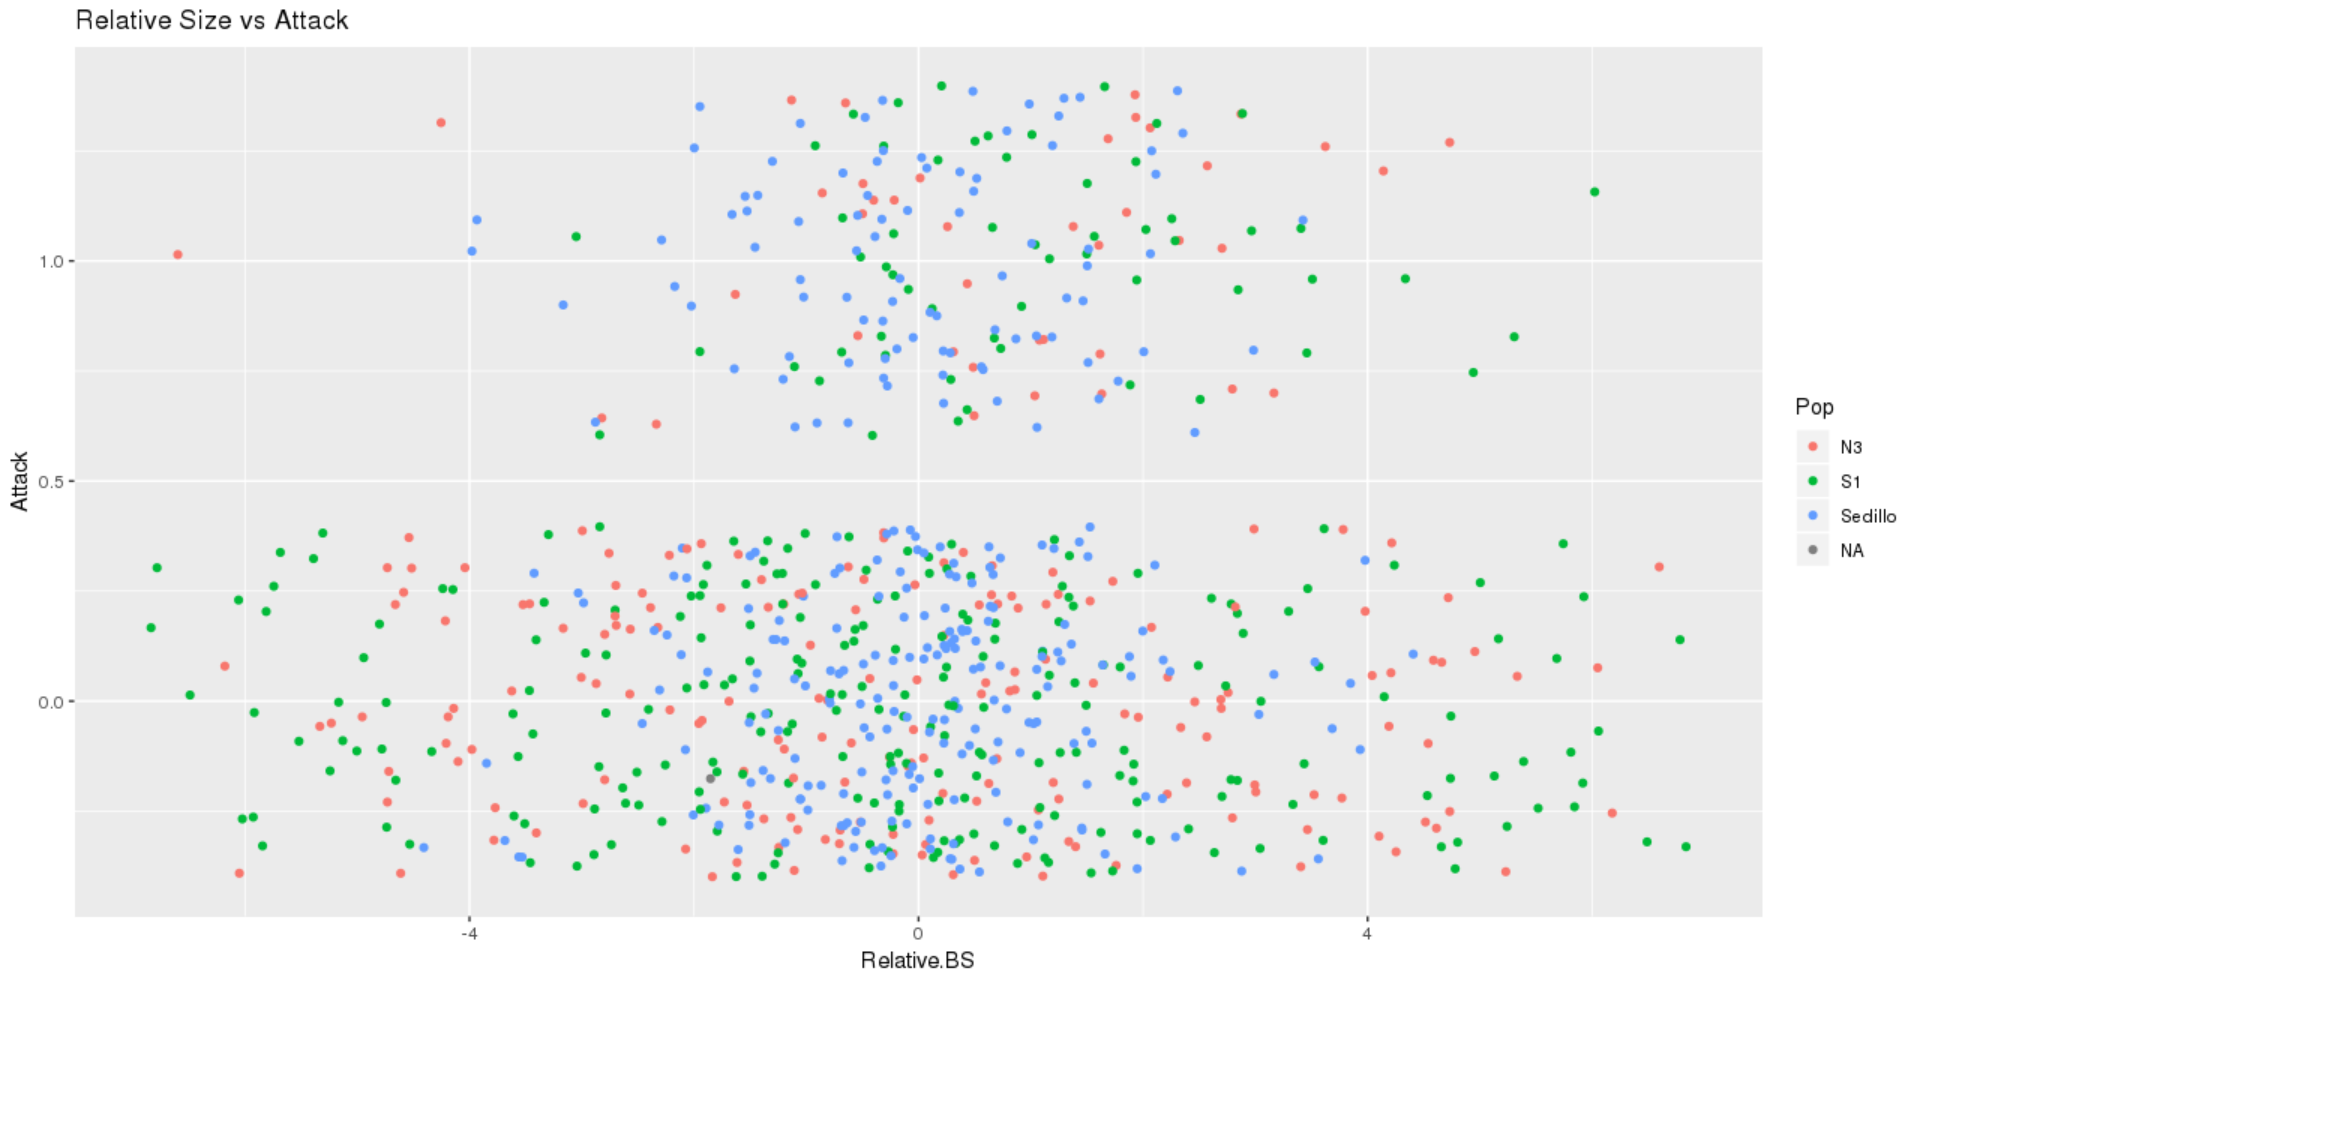 Relative Size vs Attack
Attack
1.0
0.5
0.0
-4
0
4
Relative.BS
Pop
N3
S1
Sedillo
NA